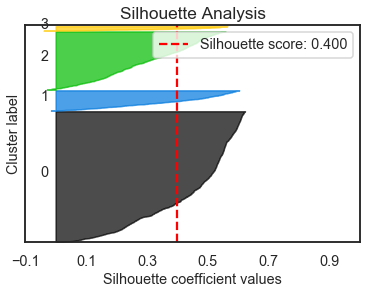 Silhouette Analysis
Silhouette score: 0.400
3
2
1
0
Cluster label
-0.1 0.1 0.3 0.5 0.7 0.9
Silhouette coefficient values